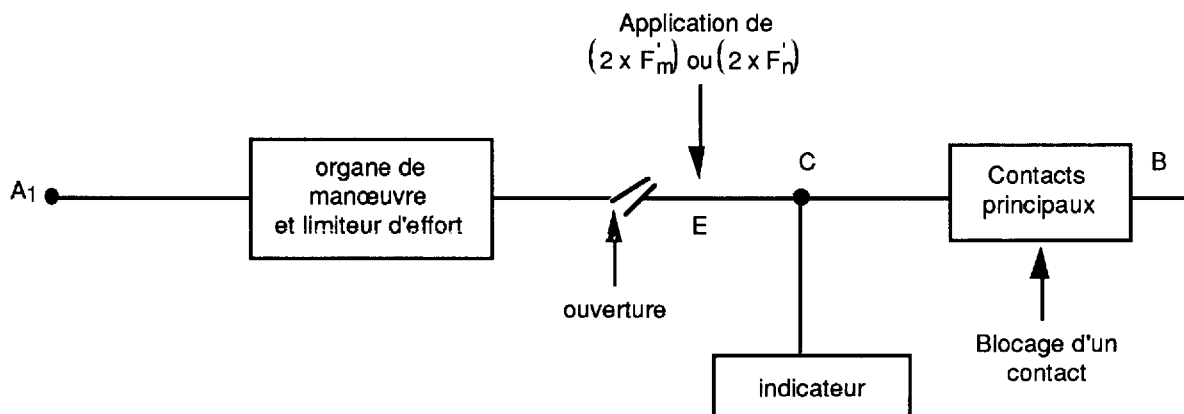 Application de
(2 x F'm) ou (2 x F'n)
A1
organe de
manœuvre
et limiteur d'effort
E
C
Contacts
principaux
B
ouverture
Blocage d'un
contact
indicateur